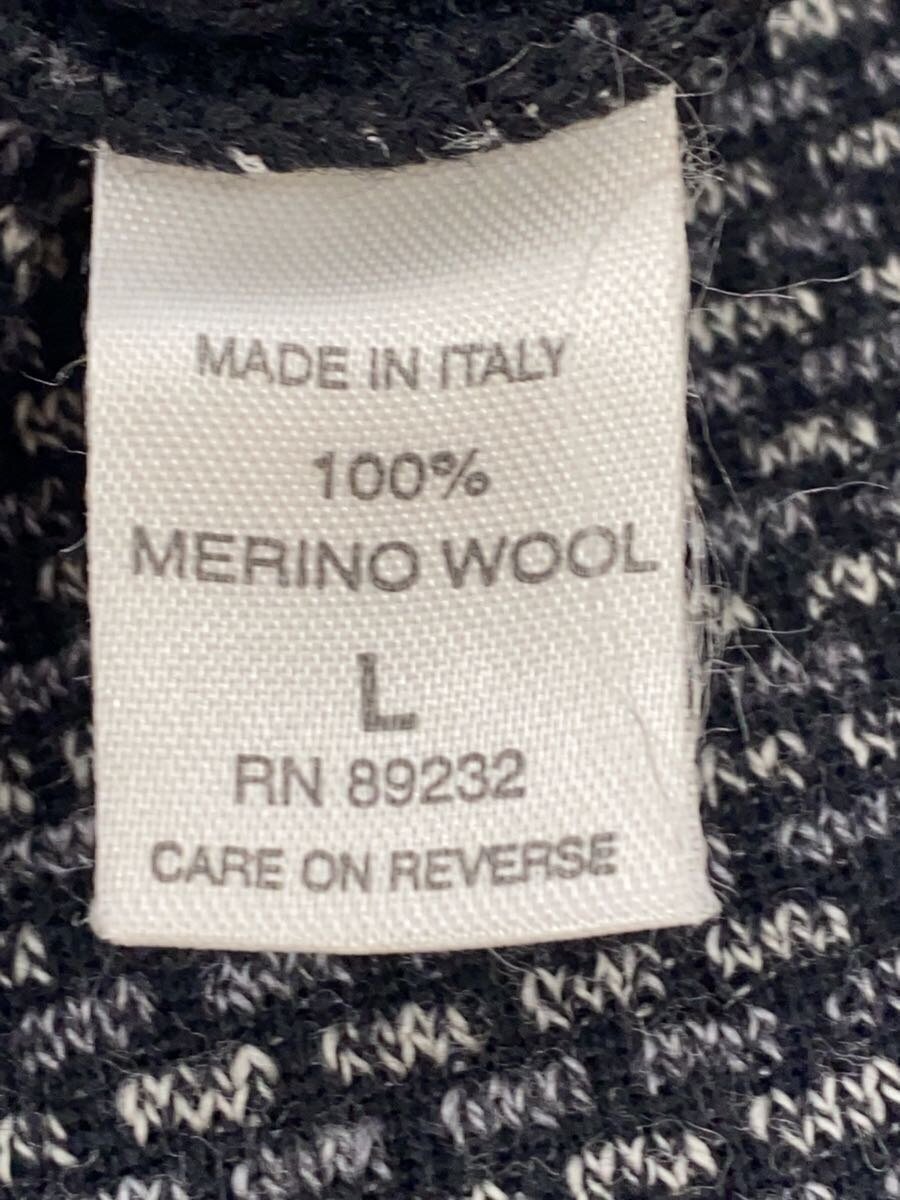 MADE IN ITALY
100%
MERINO WOOL
L
RN 89232
CARE ON REVERSE